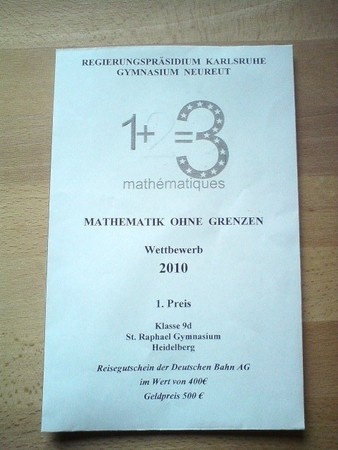 REGIERUNGSPRÄSIDIUM KARLSRUHE
GYMNASIUM NEUREUT
1+2=3
mathématiques
MATHEMATIK OHNE GRENZEN
Wettbewerb
2010
1. Preis
Klasse 9d
St. Raphael Gymnasium
Heidelberg
Reisegutschein der Deutschen Bahn AG
im Wert von 400€
Geldpreis 500 €